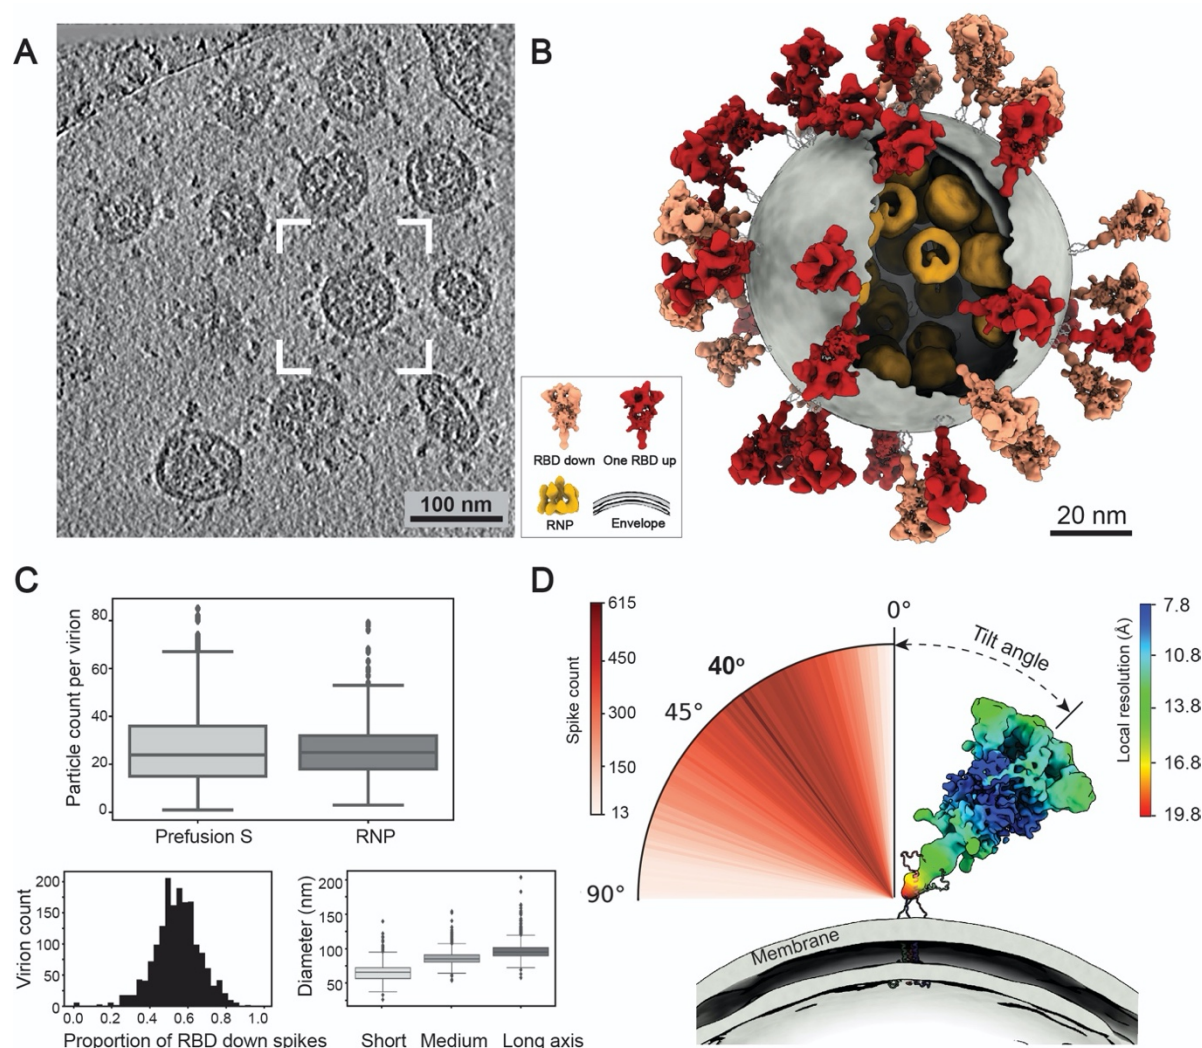 A
100 nm
B
RBD down One RBD up
RNP
Envelope
20 nm
C
Particle count per virion
80
60
40
20
0
Prefusion S RNP
Virion count
200
150
100
50
0
0.0 0.2 0.4 0.6 0.8 1.0
Proportion of RBD down spikes
Diameter (nm)
200
150
100
50
Short Medium Long axis
D
Spike count
615
450
300
150
13
0°
40°
45°
90°
Tilt angle
Local resolution (Å)
7.8
10.8
13.8
16.8
19.8
Membrane